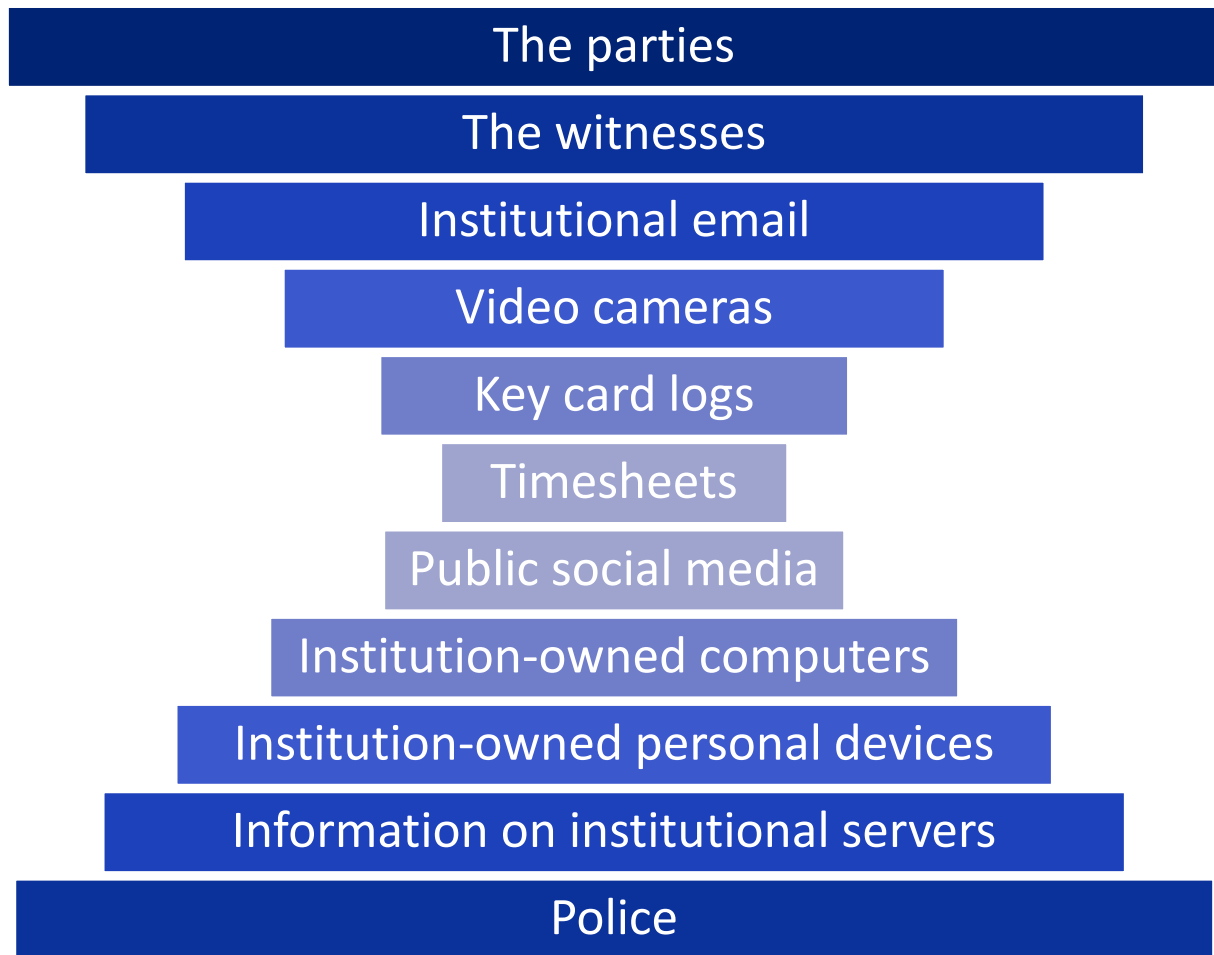 The parties
The witnesses
Institutional email
Video cameras
Key card logs
Timesheets
Public social media
Institution-owned computers
Institution-owned personal devices
Information on institutional servers
Police